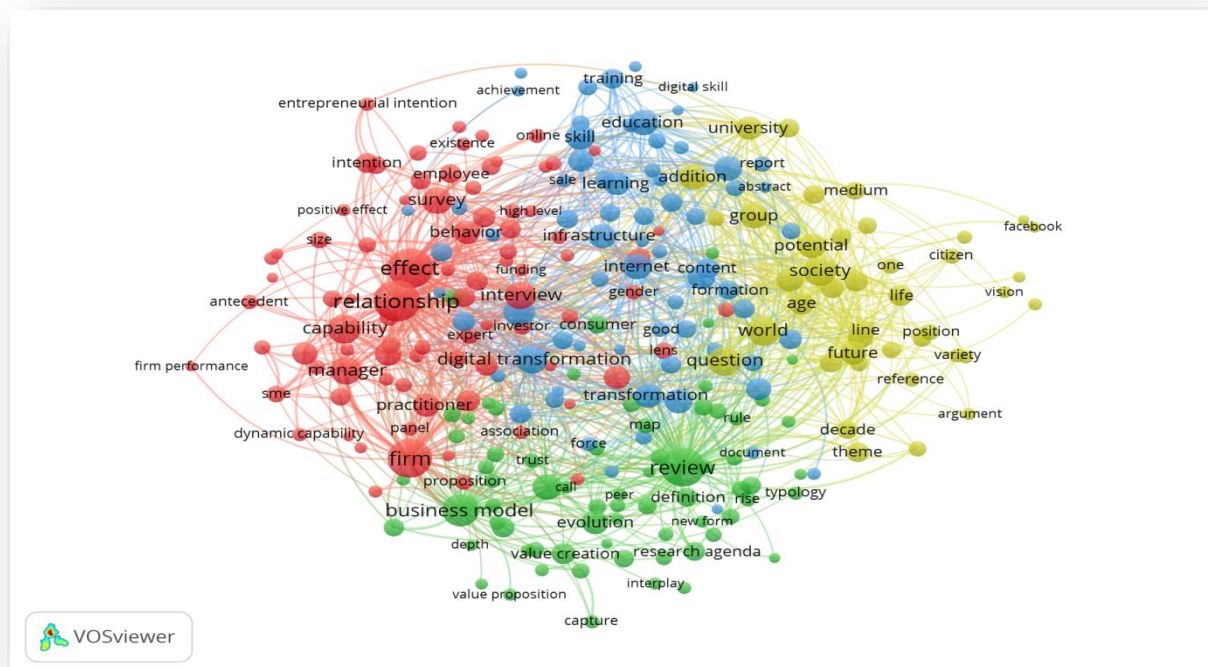 training
achievement
digital skill
entrepreneurial intention
education
university
online
skill
existence
intention
employee
report
addition
sale
learning
abstract
medium
survey
positive effect
high level
group
facebook
behavior
infrastructure
size
potential
citizen
effect
internet
content
society
one
funding
vision
gender
formation
life
antecedent
relationship
interview
age
capability
investor
consumer
good
world
line
position
expert
lens
future
variety
firm performance
manager
digital transformation
question
reference
sme
transformation
practitioner
argument
map
rule
dynamic capability
panel
association
decade
force
document
theme
firm
trust
review
proposition
call
peer
definition
rise
typology
business model
evolution
new form
depth
value creation
research agenda
value proposition
interplay
capture
VOSviewer